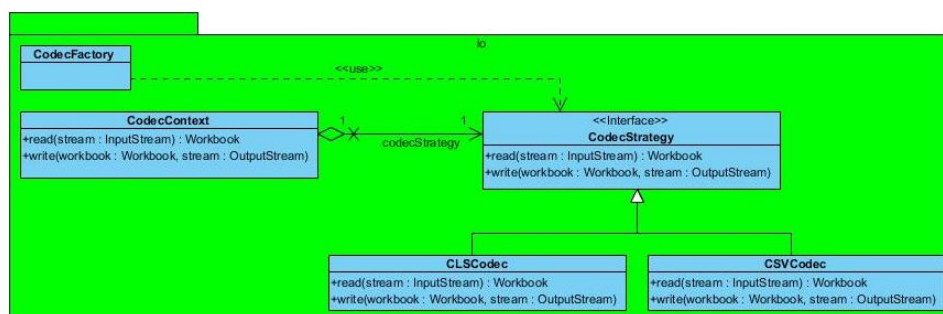 io
CodecFactory
<<use>>
CodecContext
+read(stream : InputStream) : Workbook
+write(workbook : Workbook, stream : OutputStream)
1
1
codecStrategy
<<Interface>>
CodecStrategy
+read(stream : InputStream) : Workbook
+write(workbook : Workbook, stream : OutputStream)
CLSCodec
+read(stream : InputStream) : Workbook
+write(workbook : Workbook, stream : OutputStream)
CSVCodec
+read(stream : InputStream) : Workbook
+write(workbook : Workbook, stream : OutputStream)